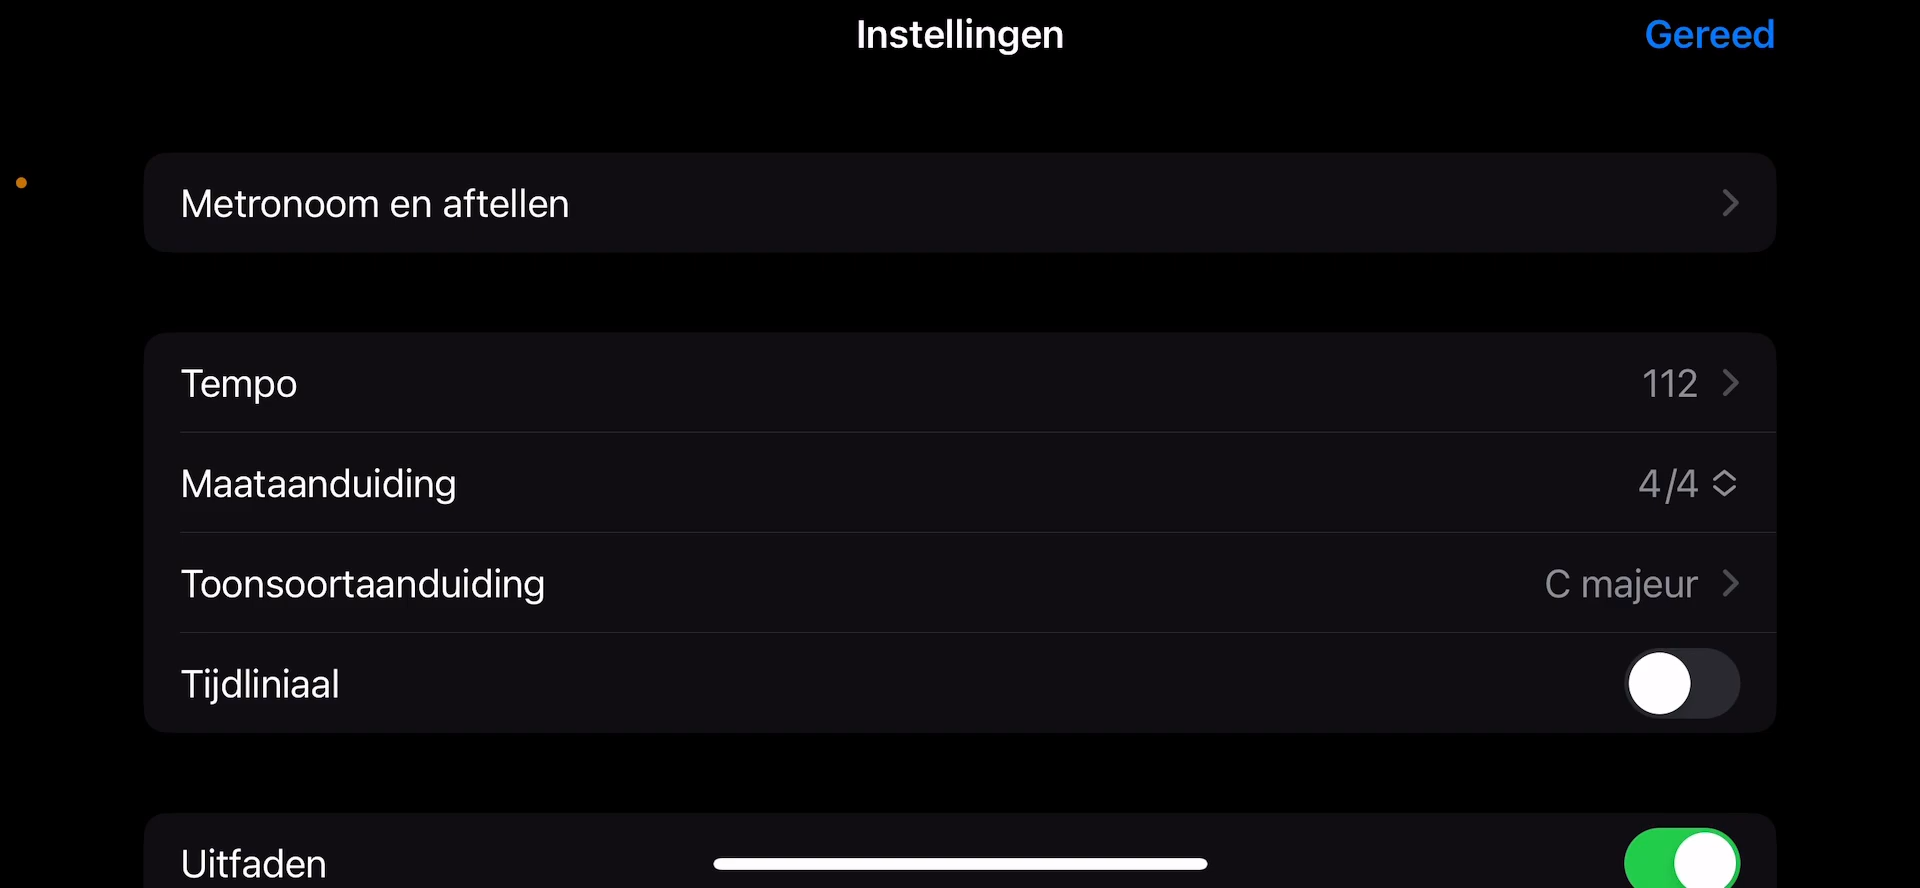 Instellingen
Gereed
Metronoom en aftellen
Tempo 112
Maataanduiding 4/4
Toonsoortaanduiding C majeur
Tijdliniaal
Uitfaden